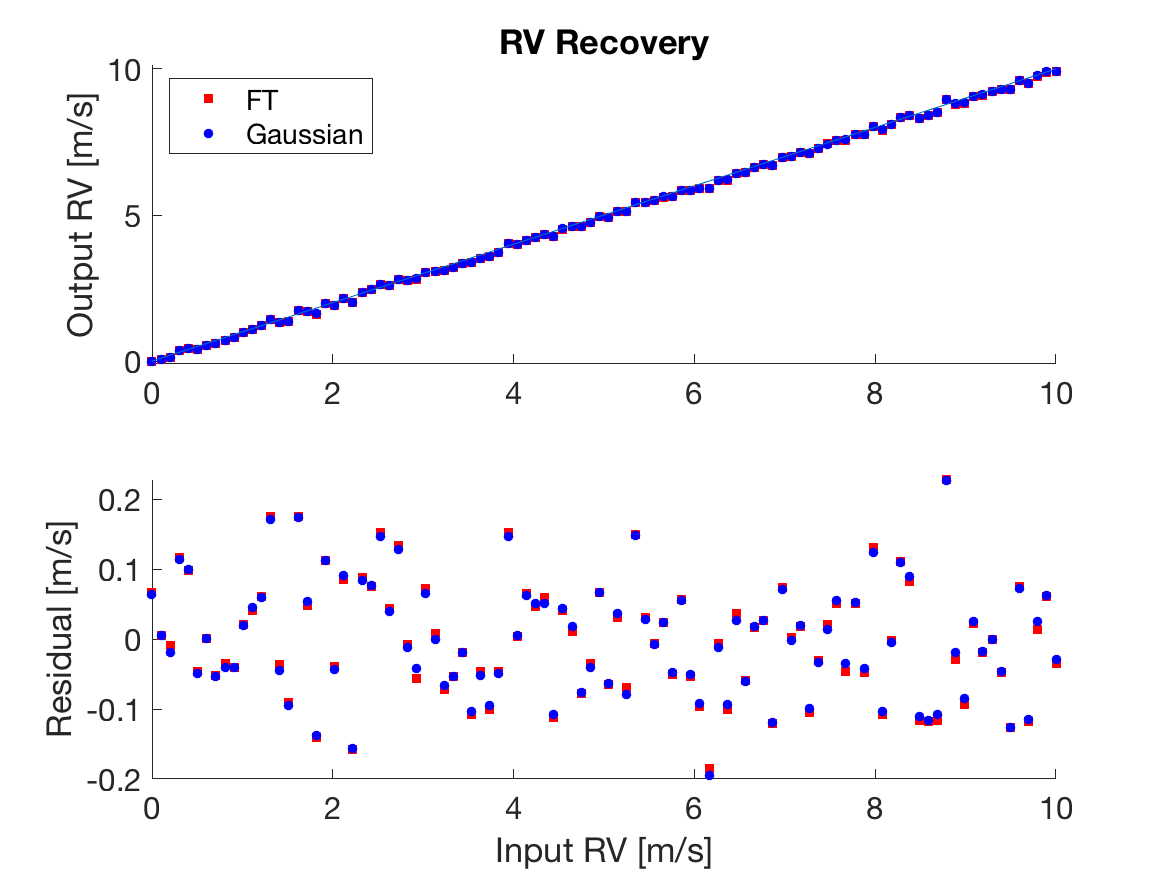 RV Recovery
10
5
0
Output RV [m/s]
FT
Gaussian
0 2 4 6 8 10
0.2
0.1
0
-0.1
-0.2
Residual [m/s]
0 2 4 6 8 10
Input RV [m/s]